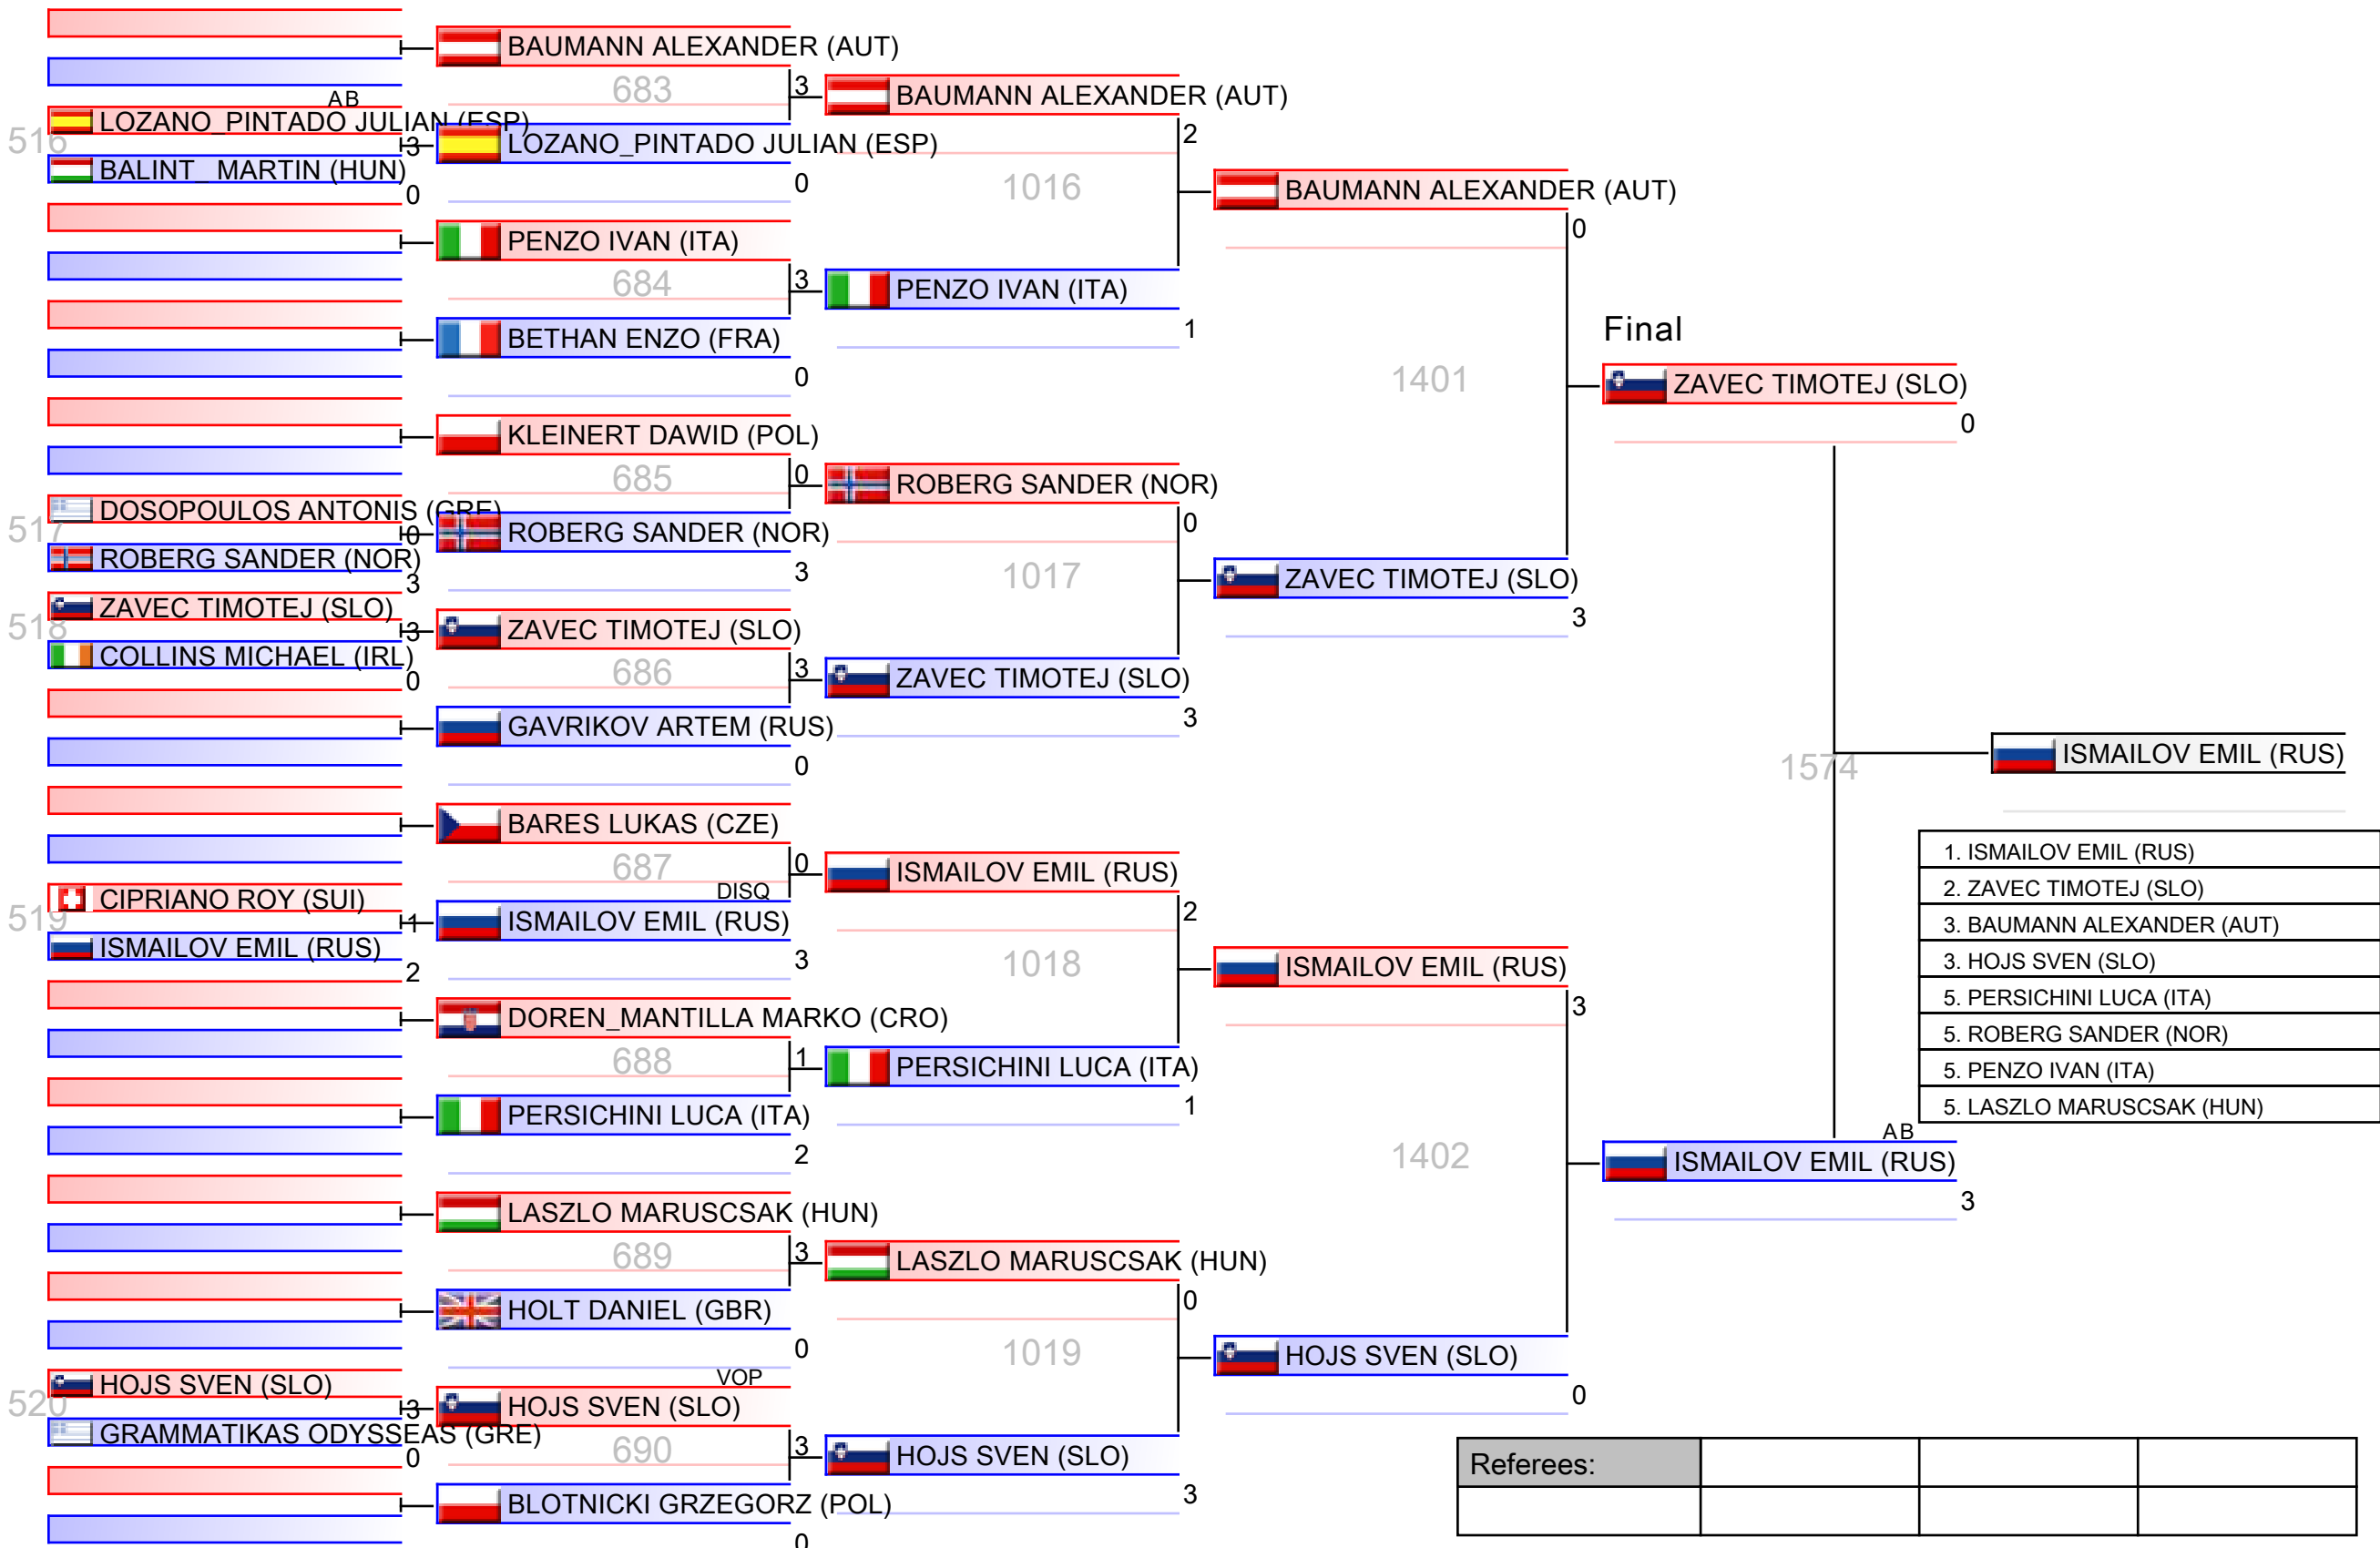 AB
516
LOZANO_PINTADO JULIAN (ESP)
3
BALINT_ MARTIN (HUN)
0
517
DOSOPOULOS ANTONIS (GRE)
0
ROBERG SANDER (NOR)
3
518
ZAVEC TIMOTEJ (SLO)
3
COLLINS MICHAEL (IRL)
0
519
CIPRIANO ROY (SUI)
1
ISMAILOV EMIL (RUS)
2
520
HOJS SVEN (SLO)
3
GRAMMATIKAS ODYSSEAS (GRE)
0
BAUMANN ALEXANDER (AUT)
683
3
LOZANO_PINTADO JULIAN (ESP)
0
PENZO IVAN (ITA)
684
3
BETHAN ENZO (FRA)
0
KLEINERT DAWID (POL)
685
0
ROBERG SANDER (NOR)
3
ZAVEC TIMOTEJ (SLO)
686
3
GAVRIKOV ARTEM (RUS)
0
BARES LUKAS (CZE)
687
0
DISQ
ISMAILOV EMIL (RUS)
3
DOREN_MANTILLA MARKO (CRO)
688
1
PERSICHINI LUCA (ITA)
2
LASZLO MARUSCSAK (HUN)
689
3
HOLT DANIEL (GBR)
0
VOP
HOJS SVEN (SLO)
690
3
BLOTNICKI GRZEGORZ (POL)
0
BAUMANN ALEXANDER (AUT)
2
1016
PENZO IVAN (ITA)
1
ROBERG SANDER (NOR)
0
1017
ZAVEC TIMOTEJ (SLO)
3
ISMAILOV EMIL (RUS)
2
1018
PERSICHINI LUCA (ITA)
1
LASZLO MARUSCSAK (HUN)
0
1019
HOJS SVEN (SLO)
3
BAUMANN ALEXANDER (AUT)
0
1401
ZAVEC TIMOTEJ (SLO)
3
ISMAILOV EMIL (RUS)
3
1402
HOJS SVEN (SLO)
0
Final
ZAVEC TIMOTEJ (SLO)
0
1574
AB
ISMAILOV EMIL (RUS)
3
ISMAILOV EMIL (RUS)
1. ISMAILOV EMIL (RUS)
2. ZAVEC TIMOTEJ (SLO)
3. BAUMANN ALEXANDER (AUT)
3. HOJS SVEN (SLO)
5. PERSICHINI LUCA (ITA)
5. ROBERG SANDER (NOR)
5. PENZO IVAN (ITA)
5. LASZLO MARUSCSAK (HUN)
Referees: